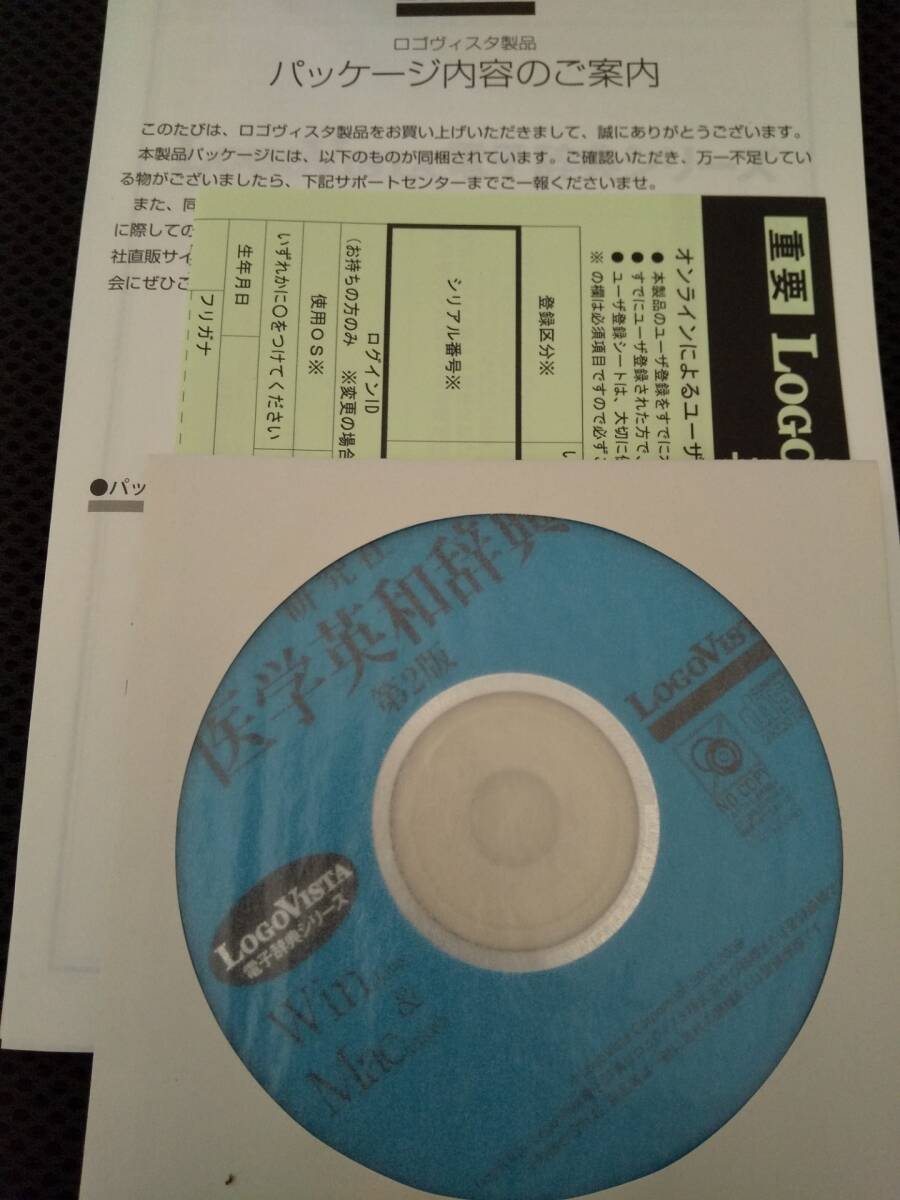 ロゴヴィスタ製品
パッケージ内容のご案内
このたびは、ロゴヴィスタ製品をお買い上げいただきまして、誠にありがとうございます。
本製品パッケージには、以下のものが同梱されています。ご確認いただき、万一不足してい
る物がございましたら、下記サポートセンターまでご一報くださいませ。
また、同
に際しての
社直販サイ
会にぜひご
●パッ
重要 LOGO
オンラインによるユーザ
● 本製品のユーザ登録をすでに
● すでにユーザ登録された方で、
● ユーザ登録シートは、大切に
※ の欄は必須項目ですので必ず
登録区分※
シリアル番号※
ログインID
(お持ちの方のみ ※変更の場合
使用OS※
いずれかに○をつけてください
生年月日
フリガナ
研究社
医学英和辞典
第2版
LOGOVISTA
NO COPY
LOGOVISTA
電子辞典シリーズ
Windows
&
Macintosh